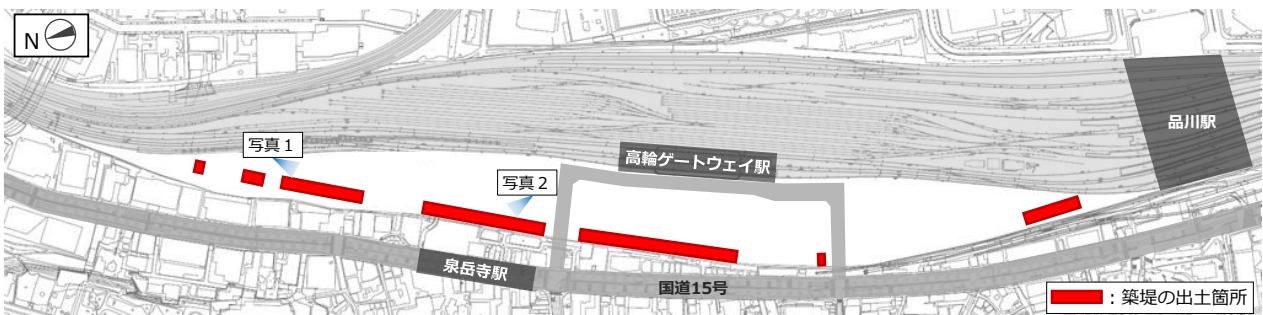 N
写真１
写真２
高輪ゲートウェイ駅
品川駅
泉岳寺駅
国道15号
：築堤の出土箇所